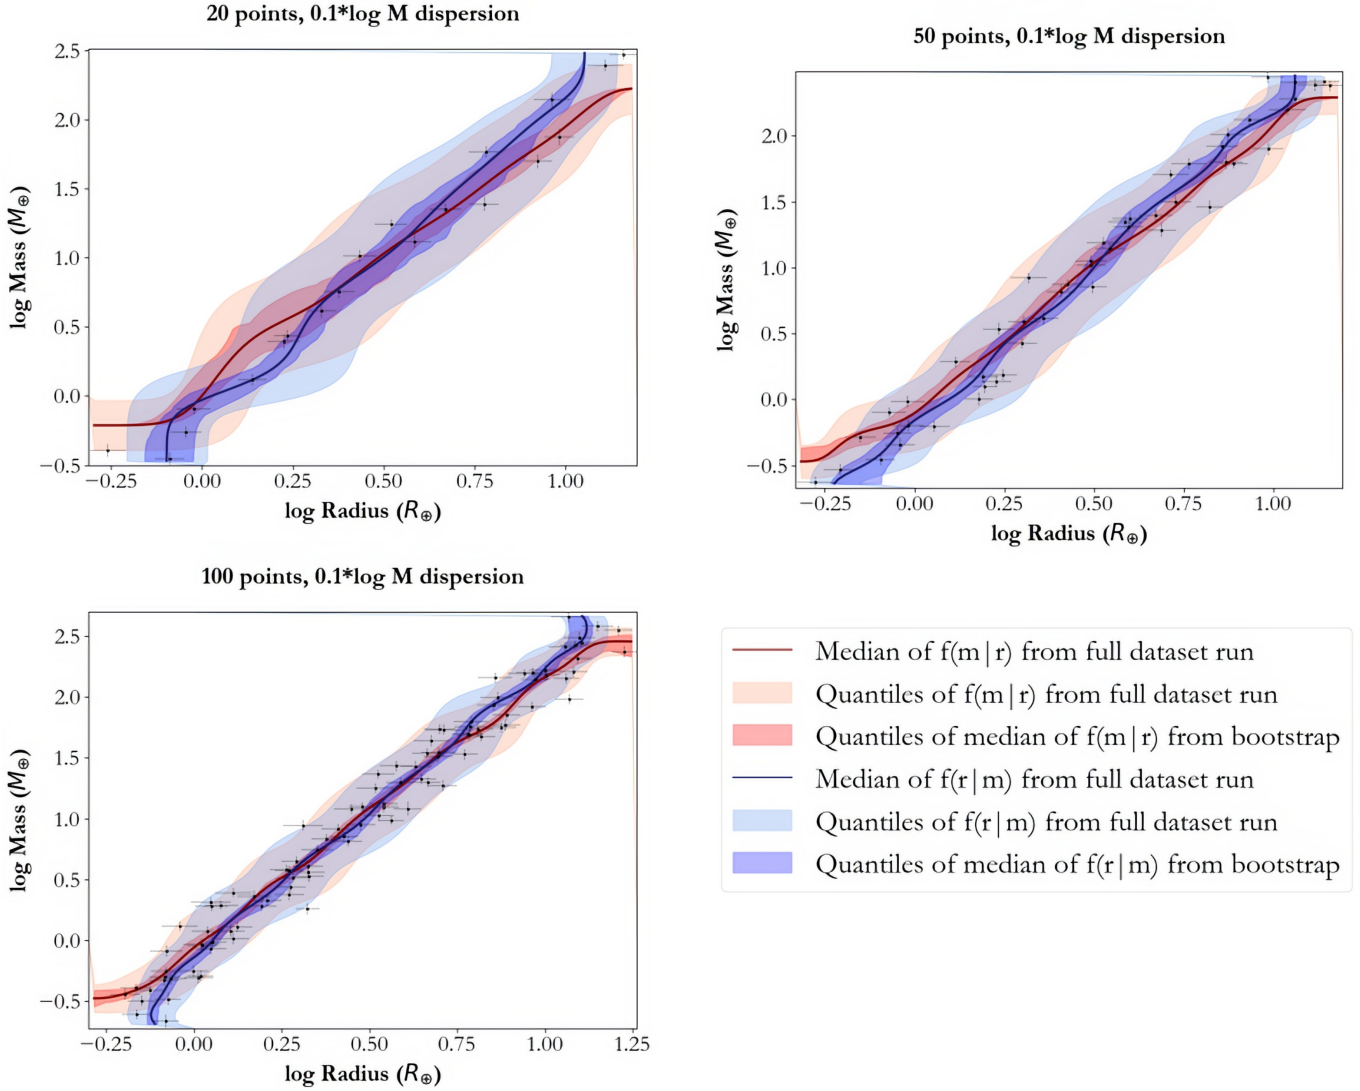 20 points, 0.1*log M dispersion
2.5
2.0
1.5
1.0
0.5
0.0
−0.5
log Mass (M⊕)
−0.25 0.00 0.25 0.50 0.75 1.00
log Radius (R⊕)
50 points, 0.1*log M dispersion
2.0
1.5
1.0
0.5
0.0
−0.5
log Mass (M⊕)
−0.25 0.00 0.25 0.50 0.75 1.00
log Radius (R⊕)
100 points, 0.1*log M dispersion
2.5
2.0
1.5
1.0
0.5
0.0
−0.5
log Mass (M⊕)
−0.25 0.00 0.25 0.50 0.75 1.00 1.25
log Radius (R⊕)
Median of f(m|r) from full dataset run
Quantiles of f(m|r) from full dataset run
Quantiles of median of f(m|r) from bootstrap
Median of f(r|m) from full dataset run
Quantiles of f(r|m) from full dataset run
Quantiles of median of f(r|m) from bootstrap